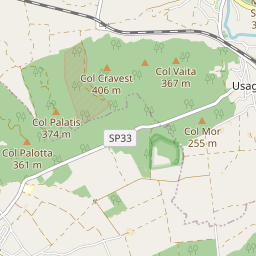 Col Cravest
406 m
Col Vaita
367 m
Usag
Col Palatis
374 m
Col Mor
255 m
SP33
Col Palotta
361 m